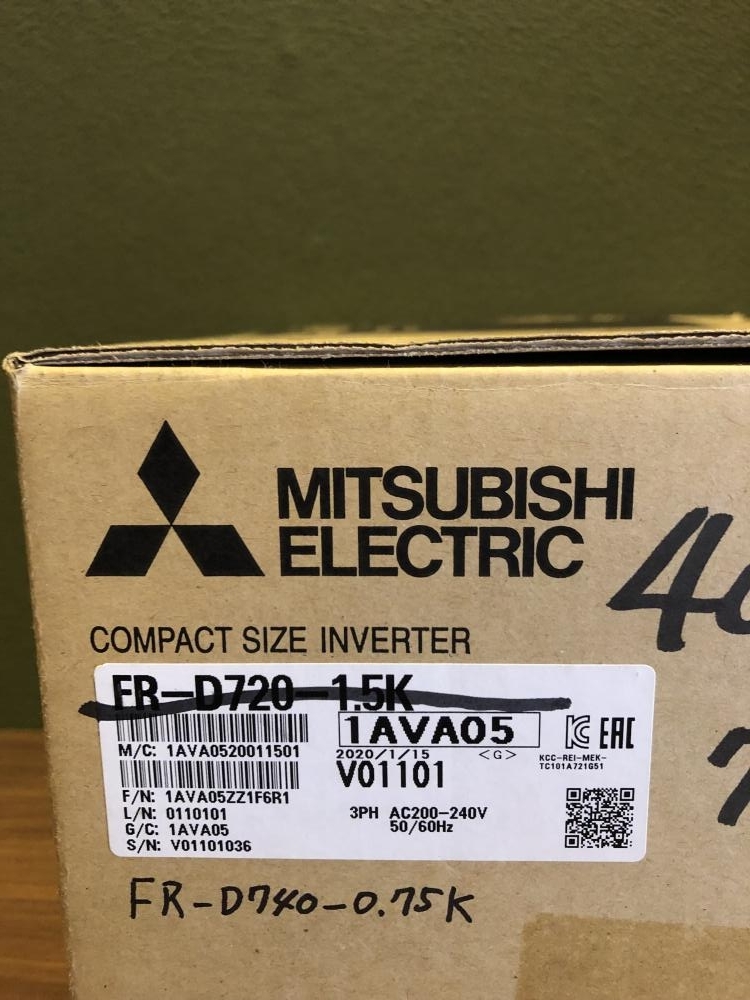 MITSUBISHI
ELECTRIC
COMPACT SIZE INVERTER
FR-D720-1.5K
1AVA05
EAC
M/C: 1AVA0520011501
2020/1/15 <G>
KCC-REI-MEK-
TC101A721G51
V01101
F/N: 1AVA05ZZ1F6R1
L/N: 0110101
3PH AC200-240V
G/C: 1AVA05
50/60Hz
S/N: V01101036
FR-D740-0.75K